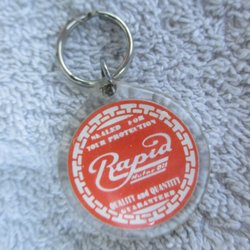 SEALED FOR
YOUR PROTECTION
Rapid
Motor Oil
QUALITY and QUANTITY
GUARANTEED